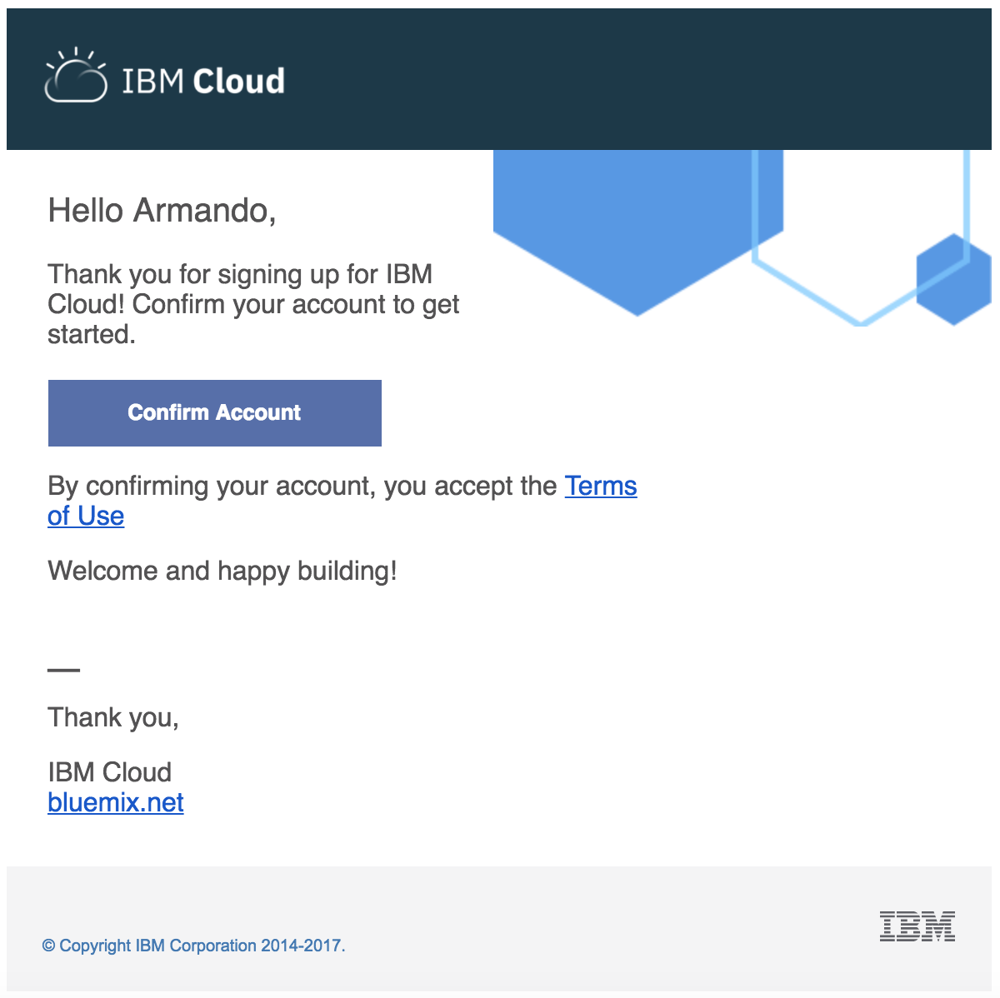 IBM Cloud
Hello Armando,
Thank you for signing up for IBM
Cloud! Confirm your account to get
started.
Confirm Account
By confirming your account, you accept the Terms
of Use
Welcome and happy building!
—
Thank you,
IBM Cloud
bluemix.net
IBM
© Copyright IBM Corporation 2014-2017.